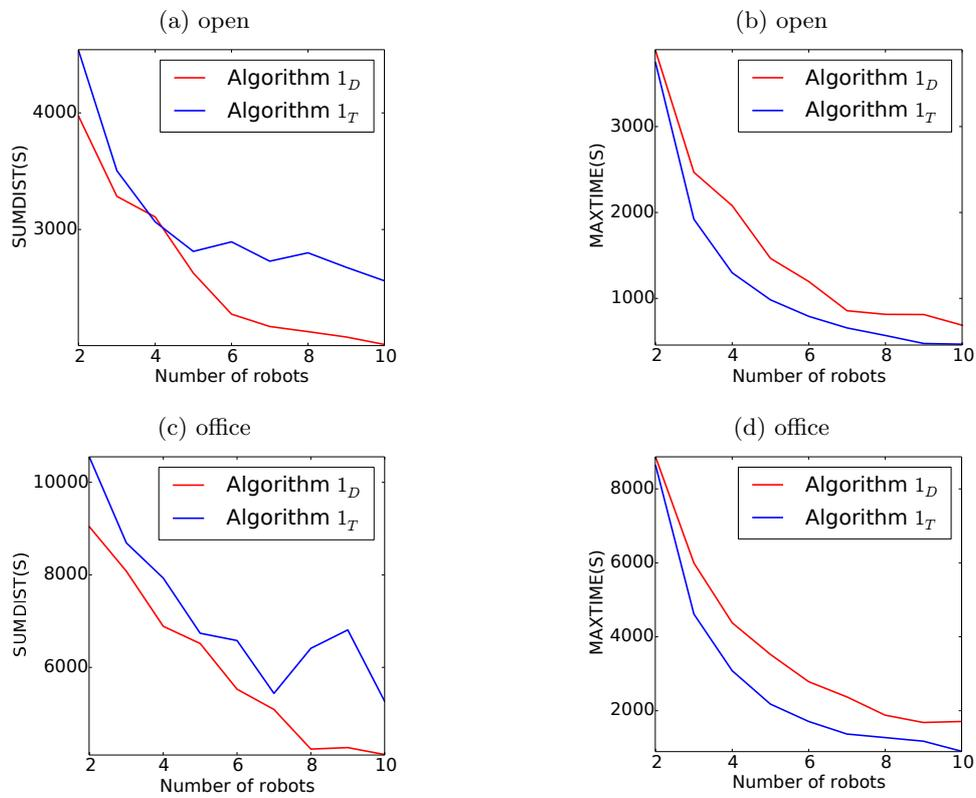 (a) open
SUMDIST(S)
4000
3000
Algorithm 1_D
Algorithm 1_T
2 4 6 8 10
Number of robots
(b) open
MAXTIME(S)
3000
2000
1000
Algorithm 1_D
Algorithm 1_T
2 4 6 8 10
Number of robots
(c) office
SUMDIST(S)
10000
8000
6000
Algorithm 1_D
Algorithm 1_T
2 4 6 8 10
Number of robots
(d) office
MAXTIME(S)
8000
6000
4000
2000
Algorithm 1_D
Algorithm 1_T
2 4 6 8 10
Number of robots